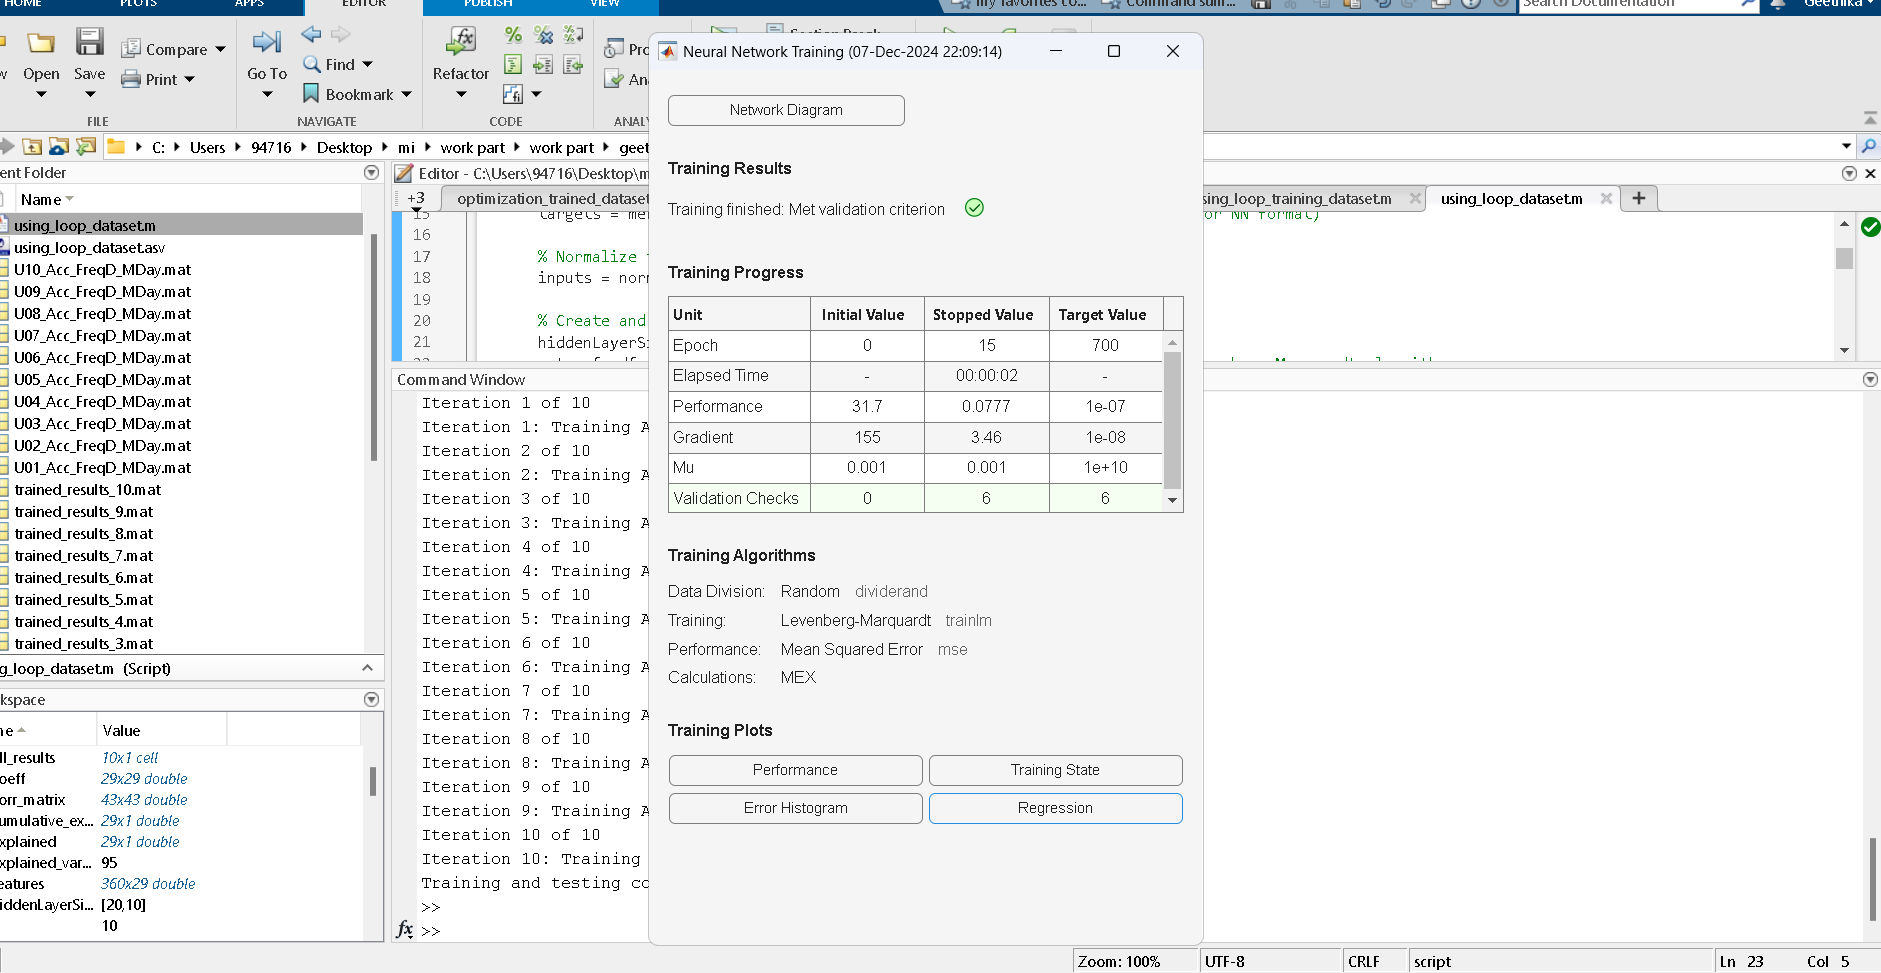 HOME PLOTS APPS EDITOR PUBLISH VIEW
Search Documentation
Geethika
Open
Save
Compare
Print
FILE
Go To
Find
Bookmark
NAVIGATE
Refactor
CODE
C: Users 94716 Desktop mi work part work part
Name
using_loop_dataset.m
using_loop_dataset.asv
U10_Acc_FreqD_MDay.mat
U09_Acc_FreqD_MDay.mat
U08_Acc_FreqD_MDay.mat
U07_Acc_FreqD_MDay.mat
U06_Acc_FreqD_MDay.mat
U05_Acc_FreqD_MDay.mat
U04_Acc_FreqD_MDay.mat
U03_Acc_FreqD_MDay.mat
U02_Acc_FreqD_MDay.mat
U01_Acc_FreqD_MDay.mat
trained_results_10.mat
trained_results_9.mat
trained_results_8.mat
trained_results_7.mat
trained_results_6.mat
trained_results_5.mat
trained_results_4.mat
trained_results_3.mat
g_loop_dataset.m (Script)
kspace
Value
ll_results 10x1 cell
oeff 29x29 double
orr_matrix 43x43 double
umulative_ex... 29x1 double
xplained 29x1 double
xplained_var... 95
eatures 360x29 double
iddenLayerSi... [20,10]
10
Editor - C:\Users\94716\Desktop\m
+3 optimization_trained_dataset
sing_loop_training_dataset.m using_loop_dataset.m +
15
16
17 % Normalize
18 inputs = nor
19
20 % Create and
21 hiddenLayerSi
Command Window
Iteration 1 of 10
Iteration 1: Training A
Iteration 2 of 10
Iteration 2: Training A
Iteration 3 of 10
Iteration 3: Training A
Iteration 4 of 10
Iteration 4: Training A
Iteration 5 of 10
Iteration 5: Training A
Iteration 6 of 10
Iteration 6: Training A
Iteration 7 of 10
Iteration 7: Training A
Iteration 8 of 10
Iteration 8: Training A
Iteration 9 of 10
Iteration 9: Training A
Iteration 10 of 10
Iteration 10: Training
Training and testing co
>>
fx >>
Neural Network Training (07-Dec-2024 22:09:14)
Network Diagram
Training Results
Training finished: Met validation criterion
Training Progress
Unit Initial Value Stopped Value Target Value
Epoch 0 15 700
Elapsed Time - 00:00:02 -
Performance 31.7 0.0777 1e-07
Gradient 155 3.46 1e-08
Mu 0.001 0.001 1e+10
Validation Checks 0 6 6
Training Algorithms
Data Division: Random dividerand
Training: Levenberg-Marquardt trainlm
Performance: Mean Squared Error mse
Calculations: MEX
Training Plots
Performance Training State
Error Histogram Regression
Zoom: 100% UTF-8 CRLF script Ln 23 Col 5